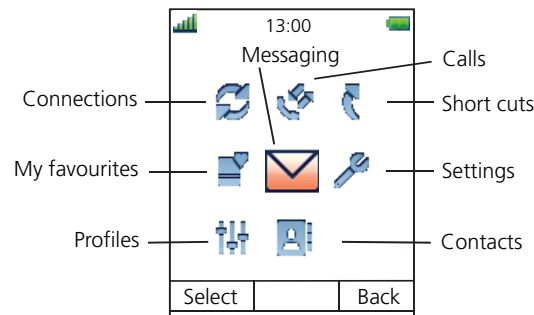 13:00
Messaging
Calls
Connections
Short cuts
My favourites
Settings
Profiles
Contacts
Select
Back